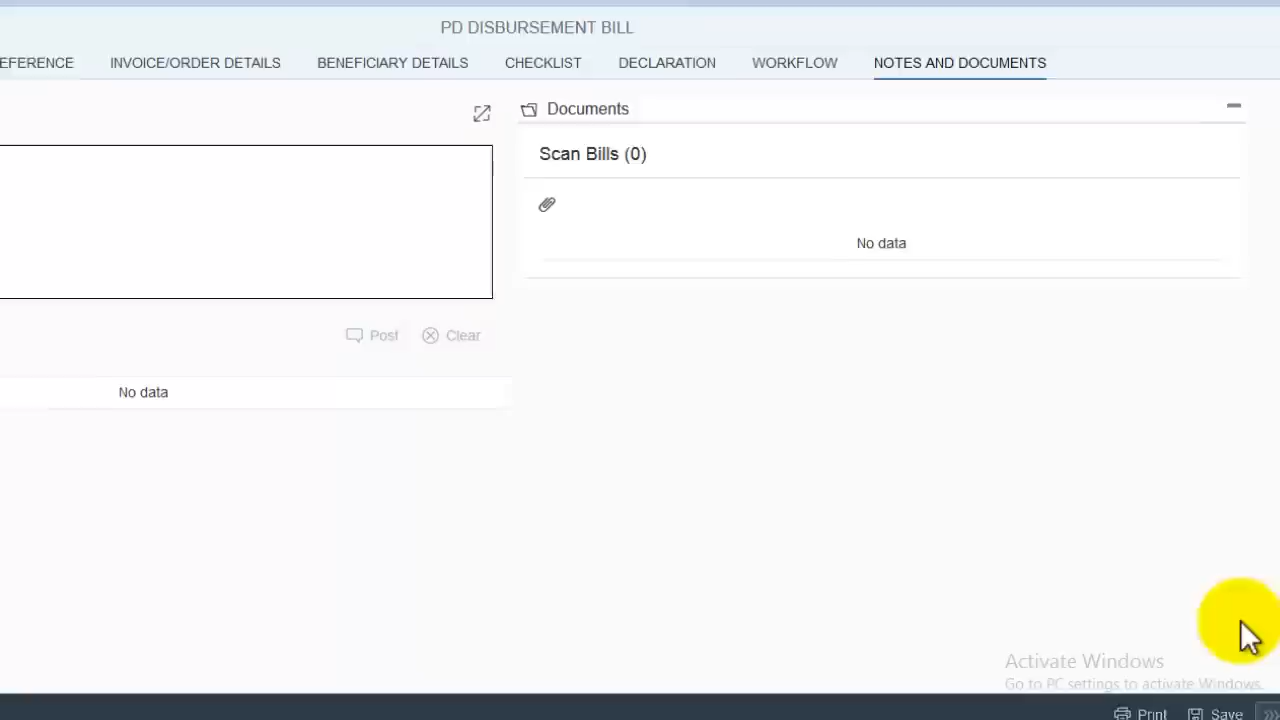 PD DISBURSEMENT BILL
EFERENCE INVOICE/ORDER DETAILS BENEFICIARY DETAILS CHECKLIST DECLARATION WORKFLOW NOTES AND DOCUMENTS
Documents
Scan Bills (0)
No data
Post Clear
No data
Activate Windows
Go to PC settings to activate Windows.
Print Save